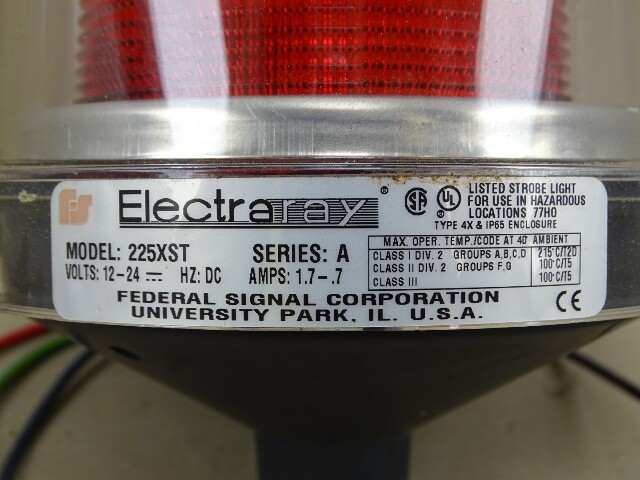 FS Electraray ®
SA ® UL ® LISTED STROBE LIGHT
FOR USE IN HAZARDOUS
LOCATIONS 77H0
TYPE 4X & IP65 ENCLOSURE
MODEL: 225XST SERIES: A
VOLTS: 12-24 ⎓ HZ: DC AMPS: 1.7-.7
MAX. OPER. TEMP./CODE AT 40° AMBIENT
CLASS I DIV. 2 GROUPS A,B,C,D 215°C/T2D
CLASS II DIV. 2 GROUPS F,G 100°C/T5
CLASS III 100°C/T5
FEDERAL SIGNAL CORPORATION
UNIVERSITY PARK, IL. U.S.A.
CE